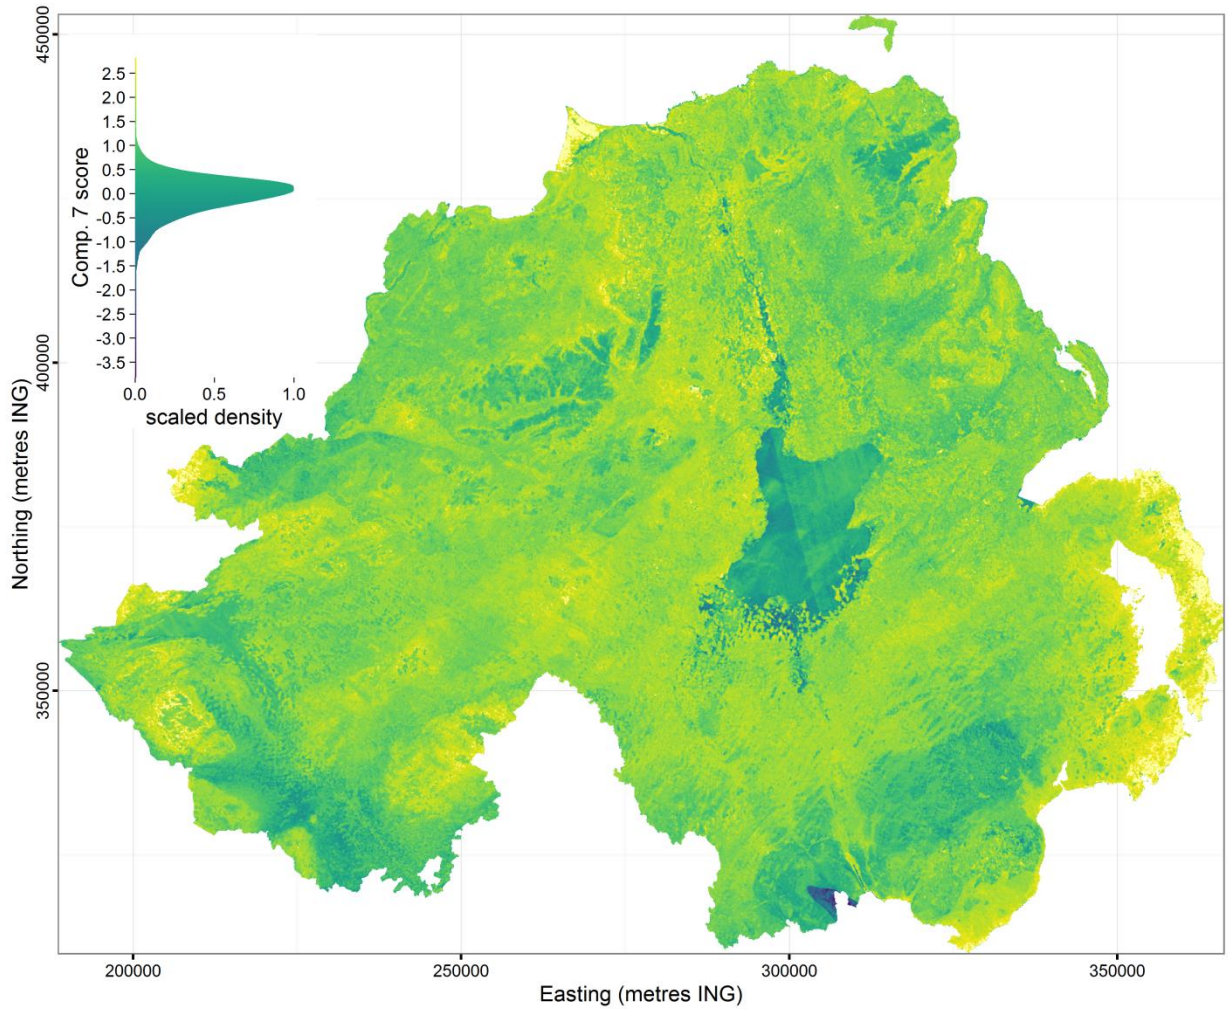 450000
400000
350000
Northing (metres ING)
2.5
2.0
1.5
1.0
0.5
0.0
-0.5
-1.0
-1.5
-2.0
-2.5
-3.0
-3.5
Comp. 7 score
0.0 0.5 1.0
scaled density
200000 250000 300000 350000
Easting (metres ING)